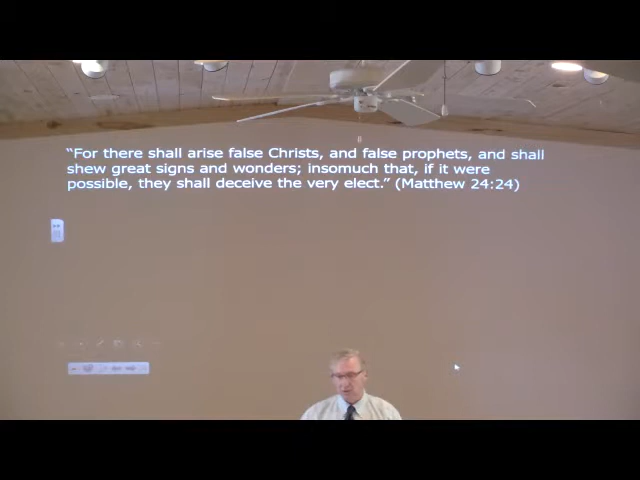 “For there shall arise false Christs, and false prophets, and shall
shew great signs and wonders; insomuch that, if it were
possible, they shall deceive the very elect.” (Matthew 24:24)